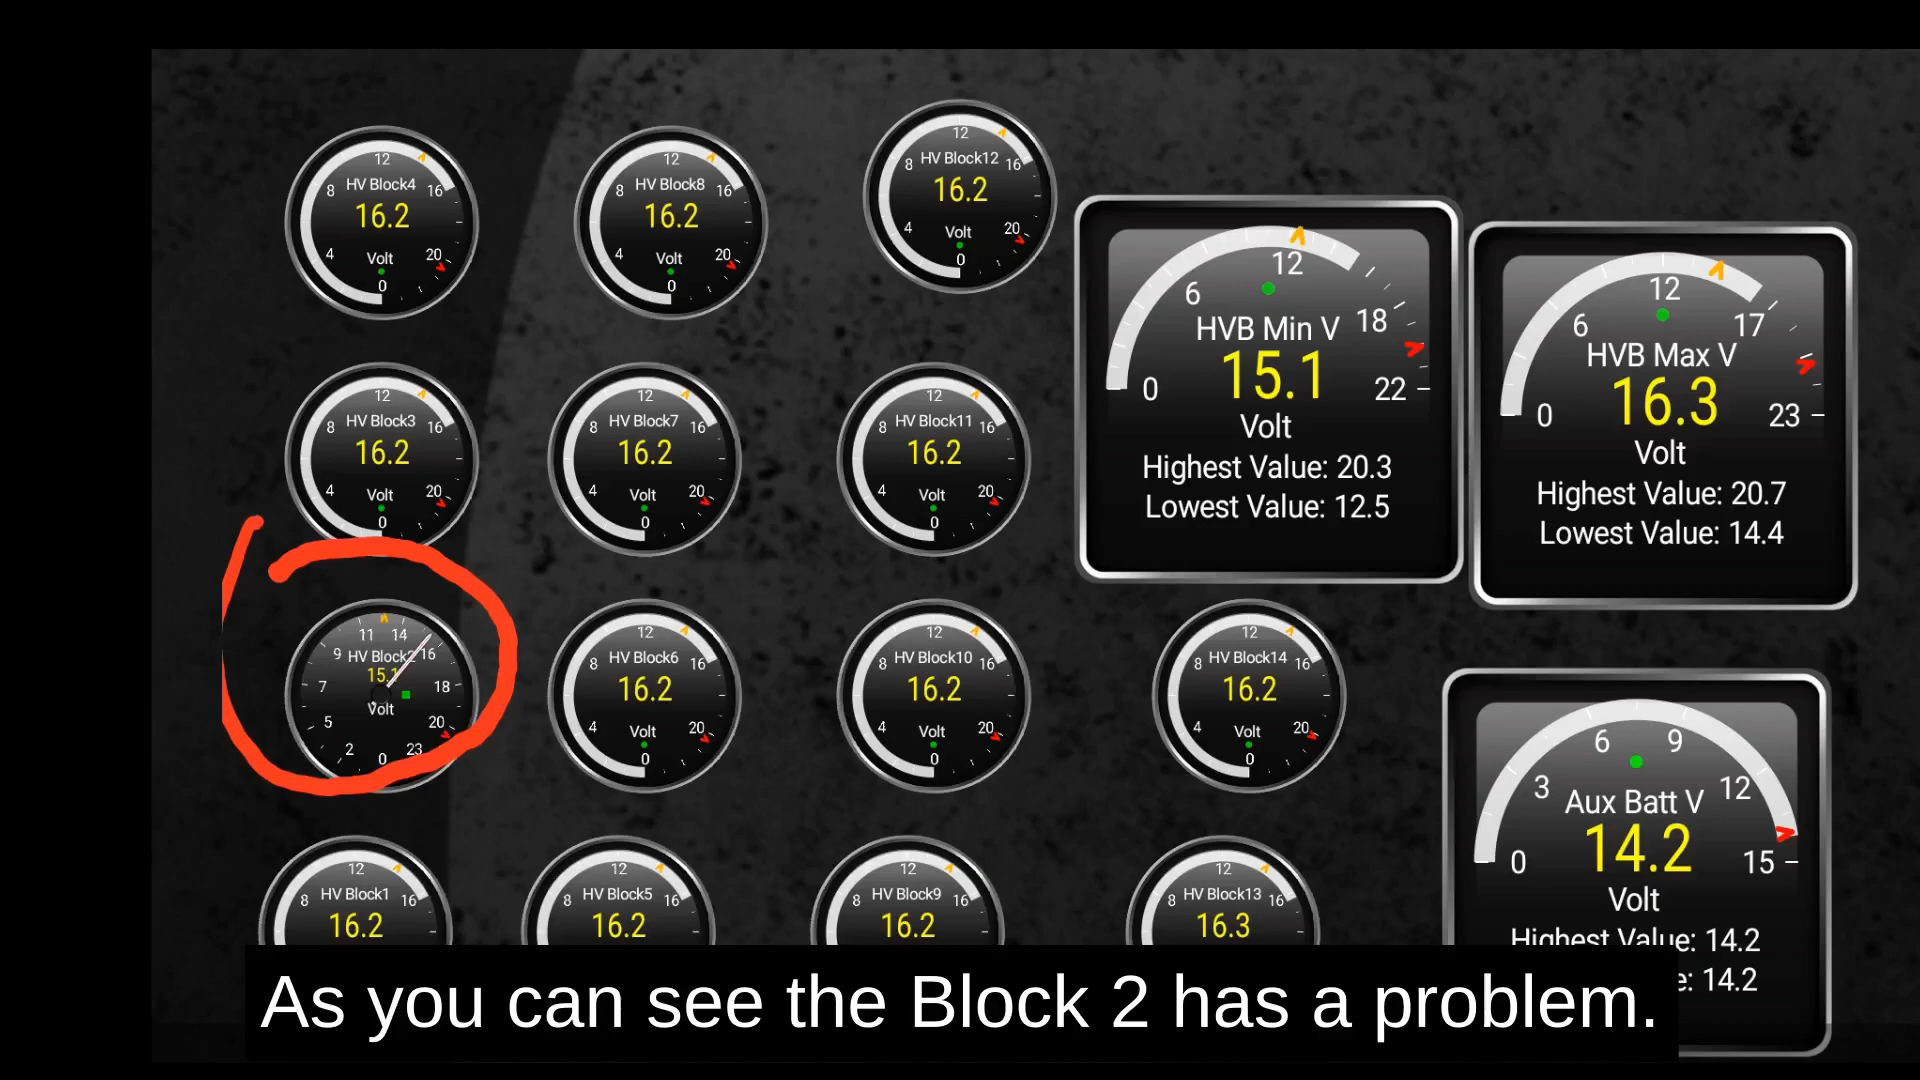 12
8 HV Block4 16
16.2
4 Volt 20
0
12
8 HV Block8 16
16.2
4 Volt 20
0
12
8 HV Block12 16
16.2
4 Volt 20
0
12
6 HVB Min V 18
15.1
0 22
Volt
Highest Value: 20.3
Lowest Value: 12.5
12
6 17
HVB Max V
16.3
0 23
Volt
Highest Value: 20.7
Lowest Value: 14.4
12
8 HV Block3 16
16.2
4 Volt 20
0
12
8 HV Block7 16
16.2
4 Volt 20
0
12
8 HV Block11 16
16.2
4 Volt 20
0
11 14
9 HV Block2 16
15.1
7 18
Volt
5 20
2 23
0
12
8 HV Block6 16
16.2
4 Volt 20
0
12
8 HV Block10 16
16.2
4 Volt 20
0
12
8 HV Block14 16
16.2
4 Volt 20
0
6 9
3 Aux Batt V 12
14.2
0 15
Volt
Highest Value: 14.2
e: 14.2
12
8 HV Block1 16
16.2
12
8 HV Block5 16
16.2
12
8 HV Block9 16
16.2
12
8 HV Block13 16
16.3
As you can see the Block 2 has a problem.